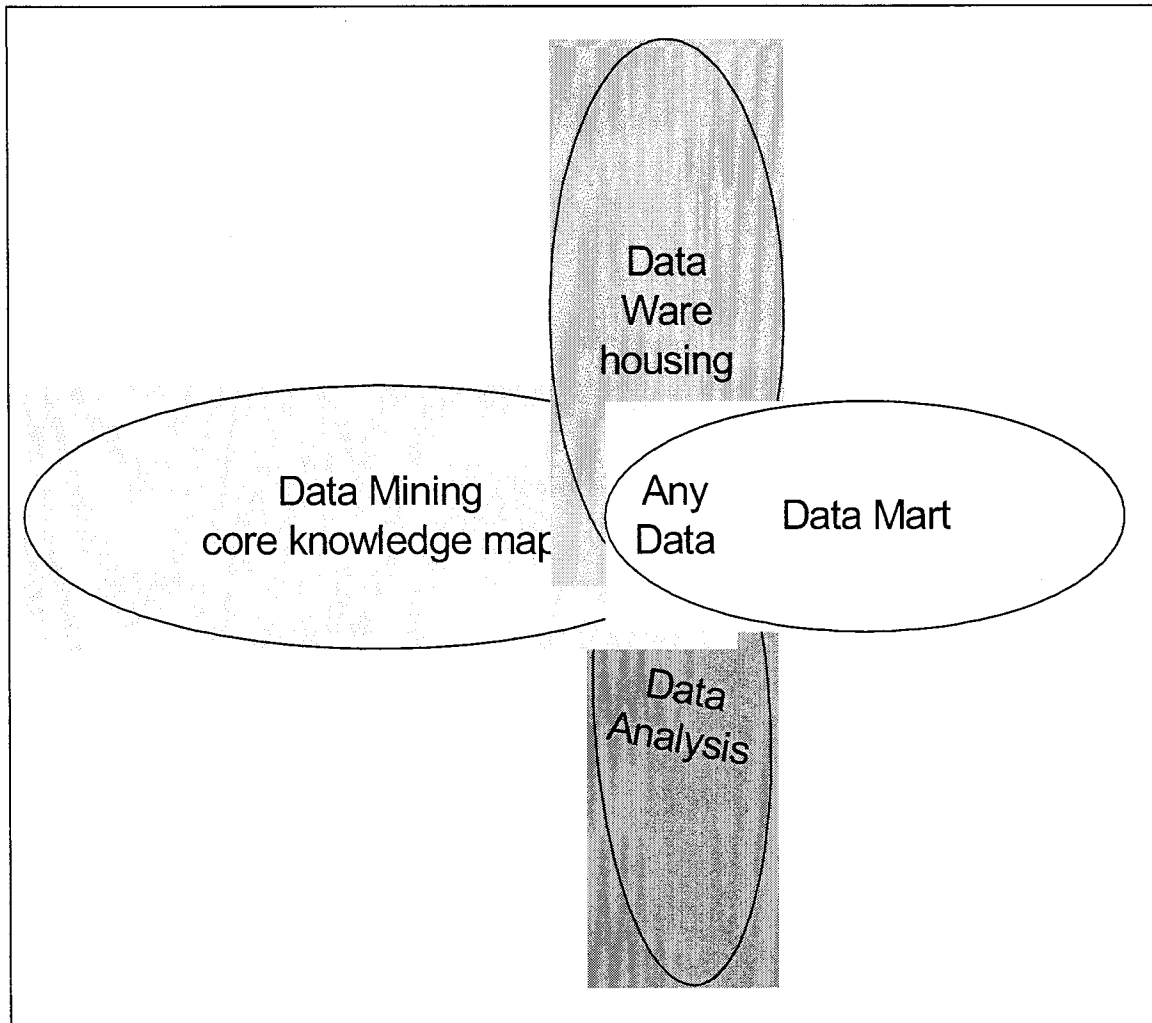 Data
Ware
housing
Data Mining
core knowledge map
Any
Data
Data Mart
Data
Analysis